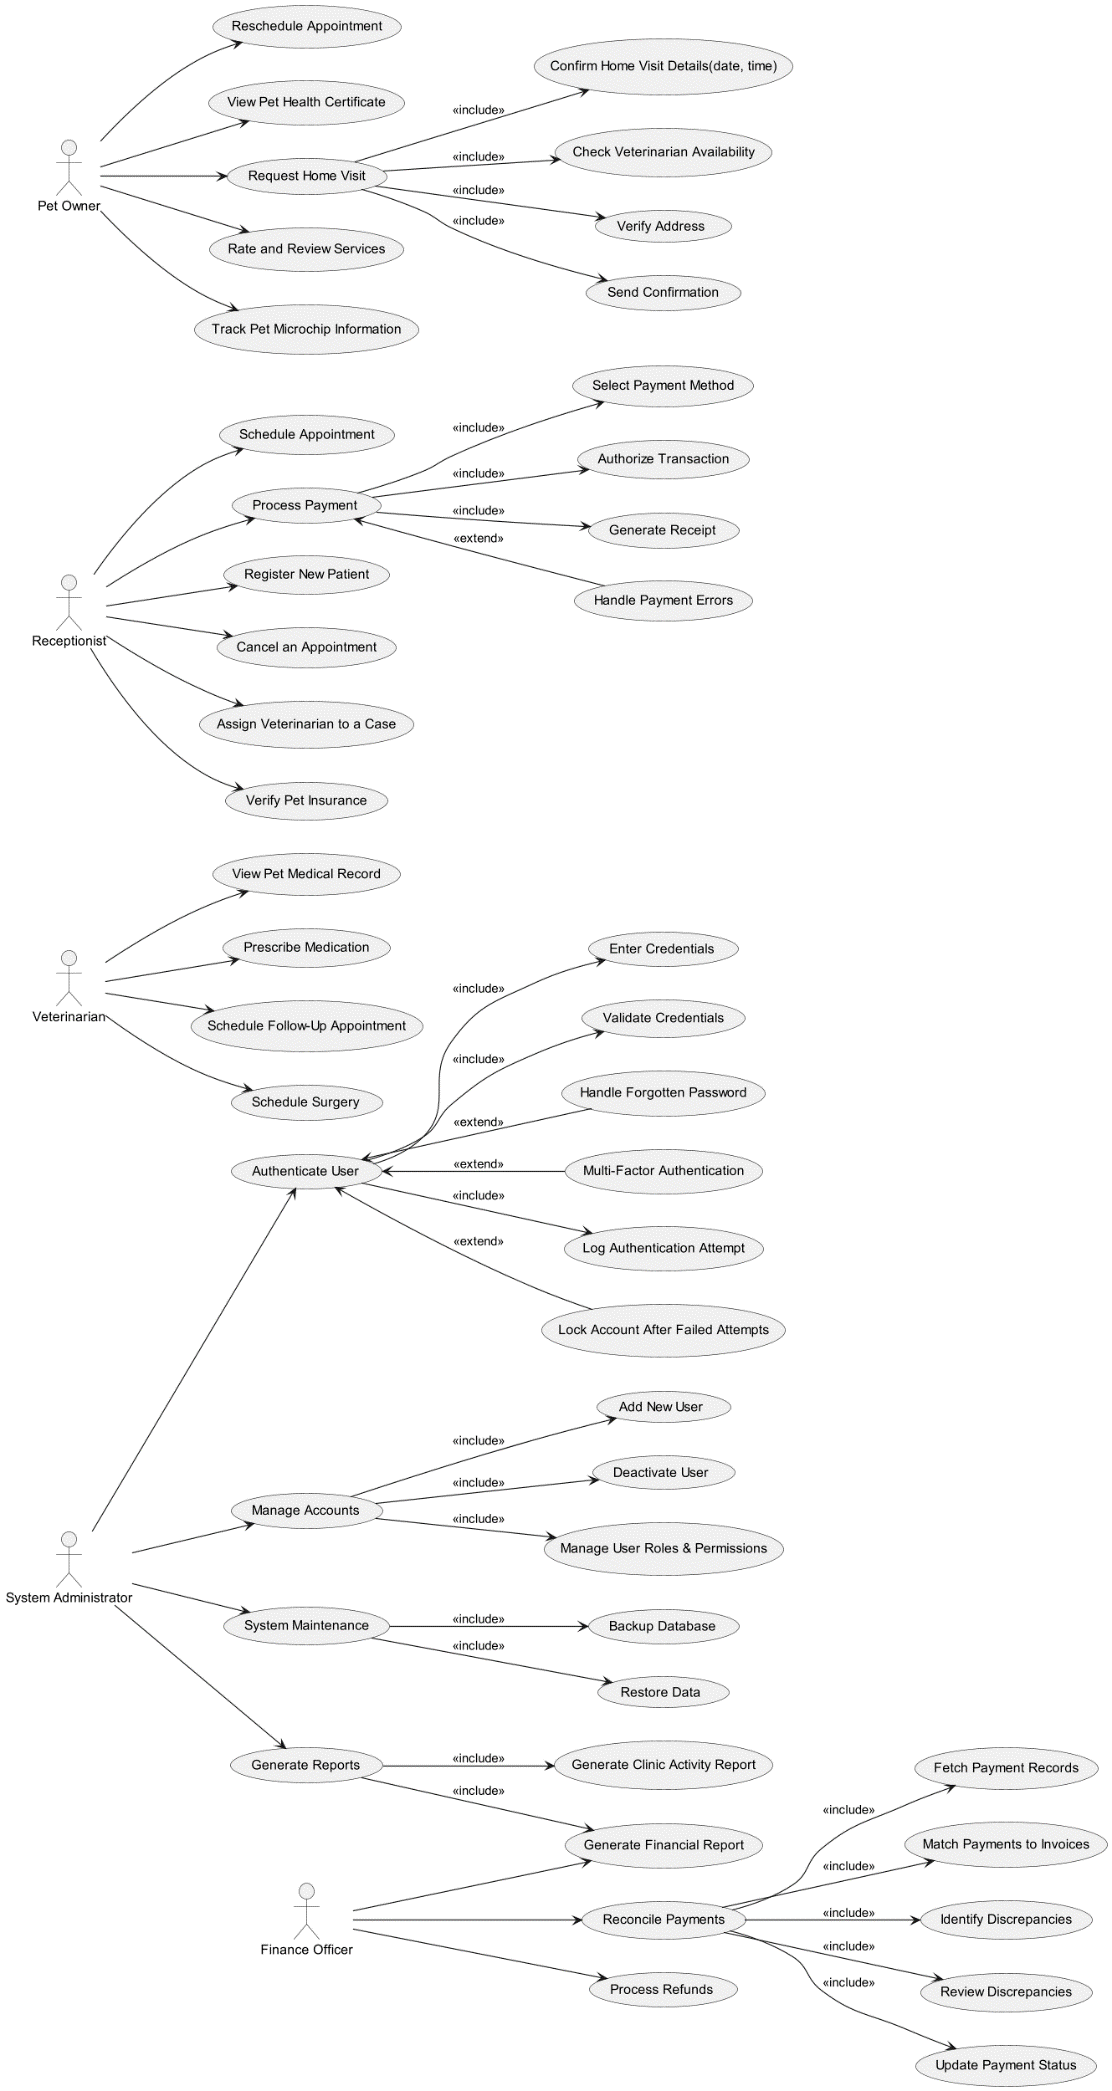 Reschedule Appointment
Confirm Home Visit Details(date, time)
View Pet Health Certificate
«include»
Check Veterinarian Availability
«include»
Request Home Visit
«include»
Pet Owner
«include»
Verify Address
Rate and Review Services
Send Confirmation
Track Pet Microchip Information
Select Payment Method
«include»
Schedule Appointment
Authorize Transaction
«include»
Process Payment
«include»
Generate Receipt
«extend»
Register New Patient
Handle Payment Errors
Receptionist
Cancel an Appointment
Assign Veterinarian to a Case
Verify Pet Insurance
View Pet Medical Record
Prescribe Medication
Enter Credentials
«include»
Veterinarian
Schedule Follow-Up Appointment
Validate Credentials
«include»
Schedule Surgery
Handle Forgotten Password
«extend»
Authenticate User
«extend»
Multi-Factor Authentication
«include»
Log Authentication Attempt
«extend»
Lock Account After Failed Attempts
Add New User
«include»
Deactivate User
«include»
Manage Accounts
«include»
Manage User Roles & Permissions
System Administrator
System Maintenance
«include»
Backup Database
«include»
Restore Data
Generate Reports
«include»
Generate Clinic Activity Report
Fetch Payment Records
«include»
«include»
Generate Financial Report
Match Payments to Invoices
«include»
Finance Officer
Reconcile Payments
«include»
Identify Discrepancies
«include»
Process Refunds
Review Discrepancies
«include»
Update Payment Status